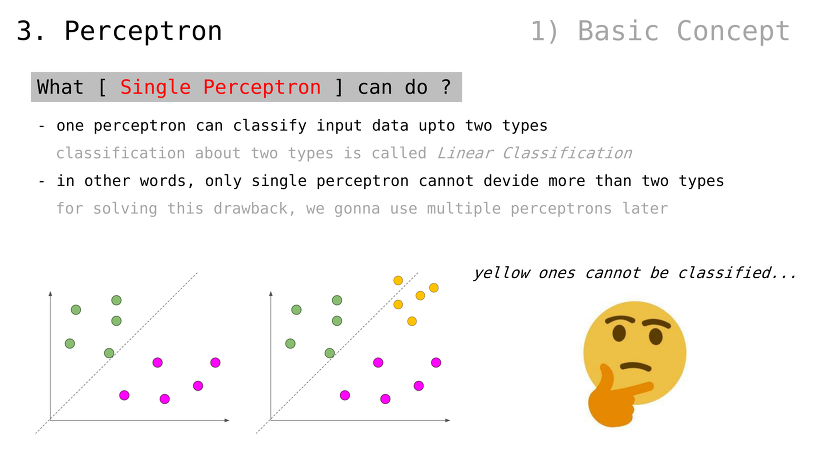 3. Perceptron
1) Basic Concept
What [ Single Perceptron ] can do ?
- one perceptron can classify input data upto two types
classification about two types is called Linear Classification
- in other words, only single perceptron cannot devide more than two types
for solving this drawback, we gonna use multiple perceptrons later
yellow ones cannot be classified...